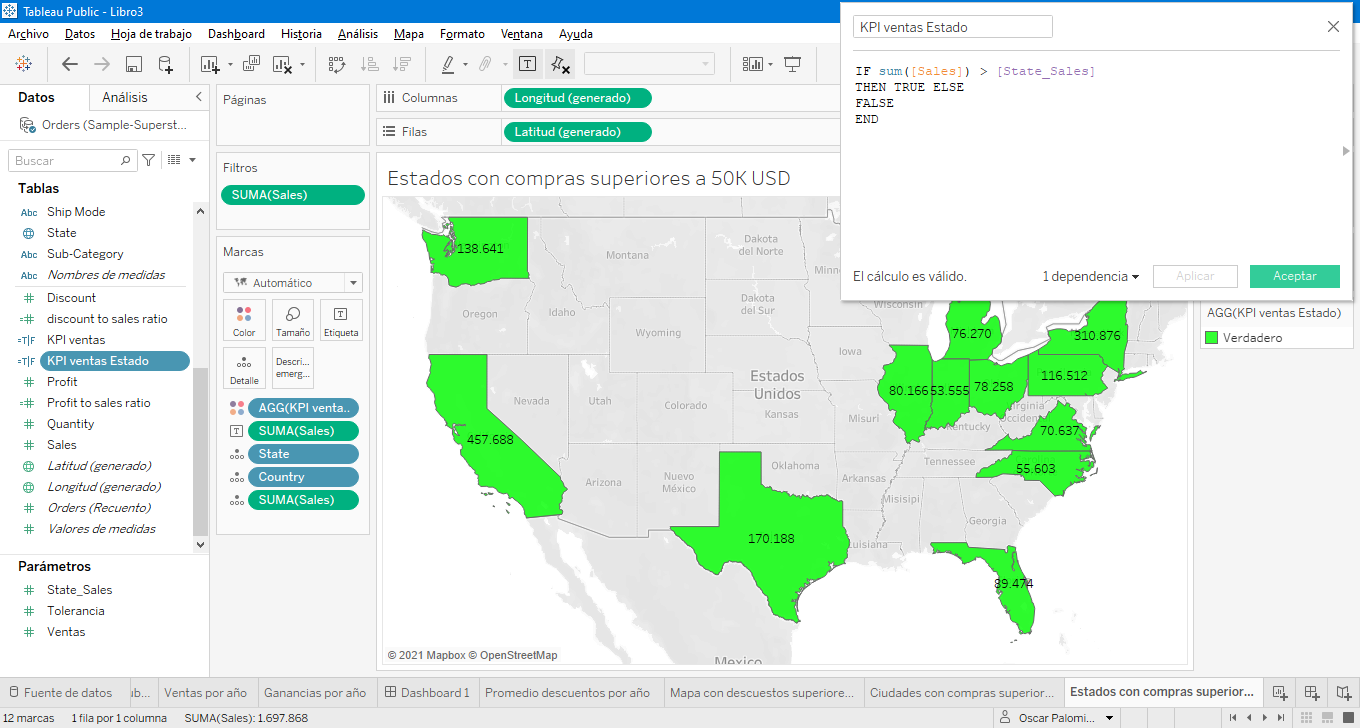 Tableau Public - Libro3
Archivo Datos Hoja de trabajo Dashboard Historia Análisis Mapa Formato Ventana Ayuda
Datos Análisis
Orders (Sample-Superst...
Buscar
Tablas
Abc Ship Mode
State
Abc Sub-Category
Abc Nombres de medidas
Discount
discount to sales ratio
KPI ventas
KPI ventas Estado
Profit
Profit to sales ratio
Quantity
Sales
Latitud (generado)
Longitud (generado)
Orders (Recuento)
Valores de medidas
Parámetros
State_Sales
Tolerancia
Ventas
Páginas
Filtros
SUMA(Sales)
Marcas
Automático
Color Tamaño Etiqueta
Detalle Descri... emerg...
AGG(KPI venta..
SUMA(Sales)
State
Country
SUMA(Sales)
Columnas Longitud (generado)
Filas Latitud (generado)
Estados con compras superiores a 50K USD
138.641
Montana
Dakota del Norte
Oregon
Idaho
Dakota del Sur
Wisconsin
Wyoming
76.270
310.876
Iowa
Nevada
Utah
Colorado
Estados Unidos
Kansas
Misuri
80.166
53.555
78.258
116.512
Virginia Occiden
Kentucky
70.637
457.688
Arizona
Nuevo México
Oklahoma
Arkansas
Tennessee
55.603
Misisipi
Georgia
170.188
Luisiana
89.474
México
© 2021 Mapbox © OpenStreetMap
KPI ventas Estado
IF sum([Sales]) > [State_Sales]
THEN TRUE ELSE
FALSE
END
El cálculo es válido.
1 dependencia
Aplicar
Aceptar
AGG(KPI ventas Estado)
Verdadero
Fuente de datos ub... Ventas por año Ganancias por año Dashboard 1 Promedio descuentos por año Mapa con descuentos superiore... Ciudades con compras superior... Estados con compras superior...
12 marcas 1 fila por 1 columna SUMA(Sales): 1.697.868 Oscar Palomi...